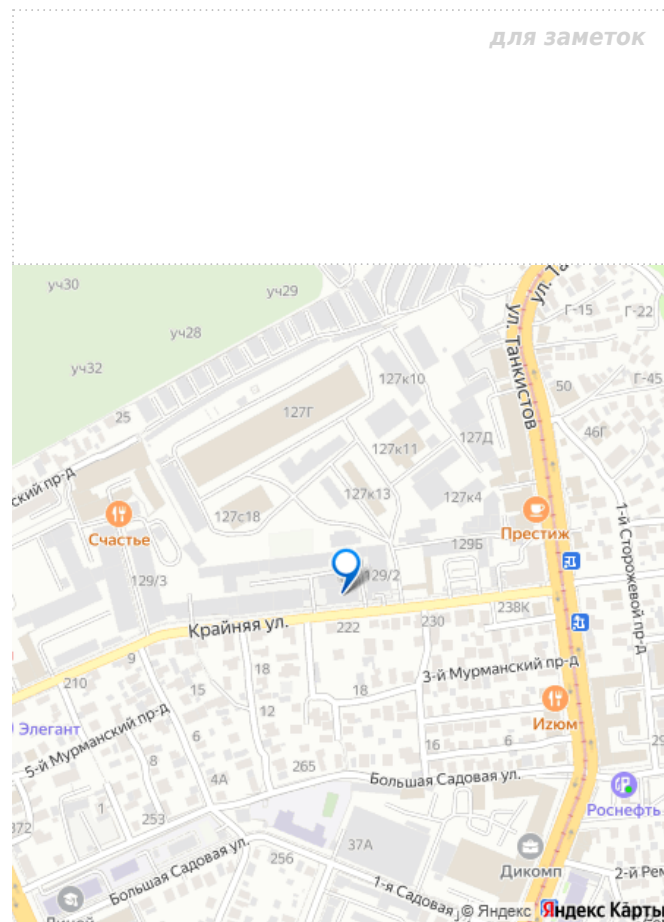 для заметок
уч30
уч29
ул. Та
Г-15
Г-22
уч28
ул. Танкистов
уч32
127к10
Г-45
50
25
127Г
46Г
127Д
127к11
ский пр-д
127к13
127к4
127с18
1-й Сторожевой пр-д
Счастье
Престиж
129Б
129/3
129/2
238К
Крайняя ул.
222
230
9
18
3-й Мурманский пр-д
210
15
18
Элегант
12
Иzюм
5-й Мурманский пр-д
16
6
29
8
6
4А
265
Большая Садовая ул.
1
Роснефть
372
253
37А
Большая Садовая ул.
256
Дикомп
1-я Садовая
2-й Рем
© Яндекс Яндекс Карты